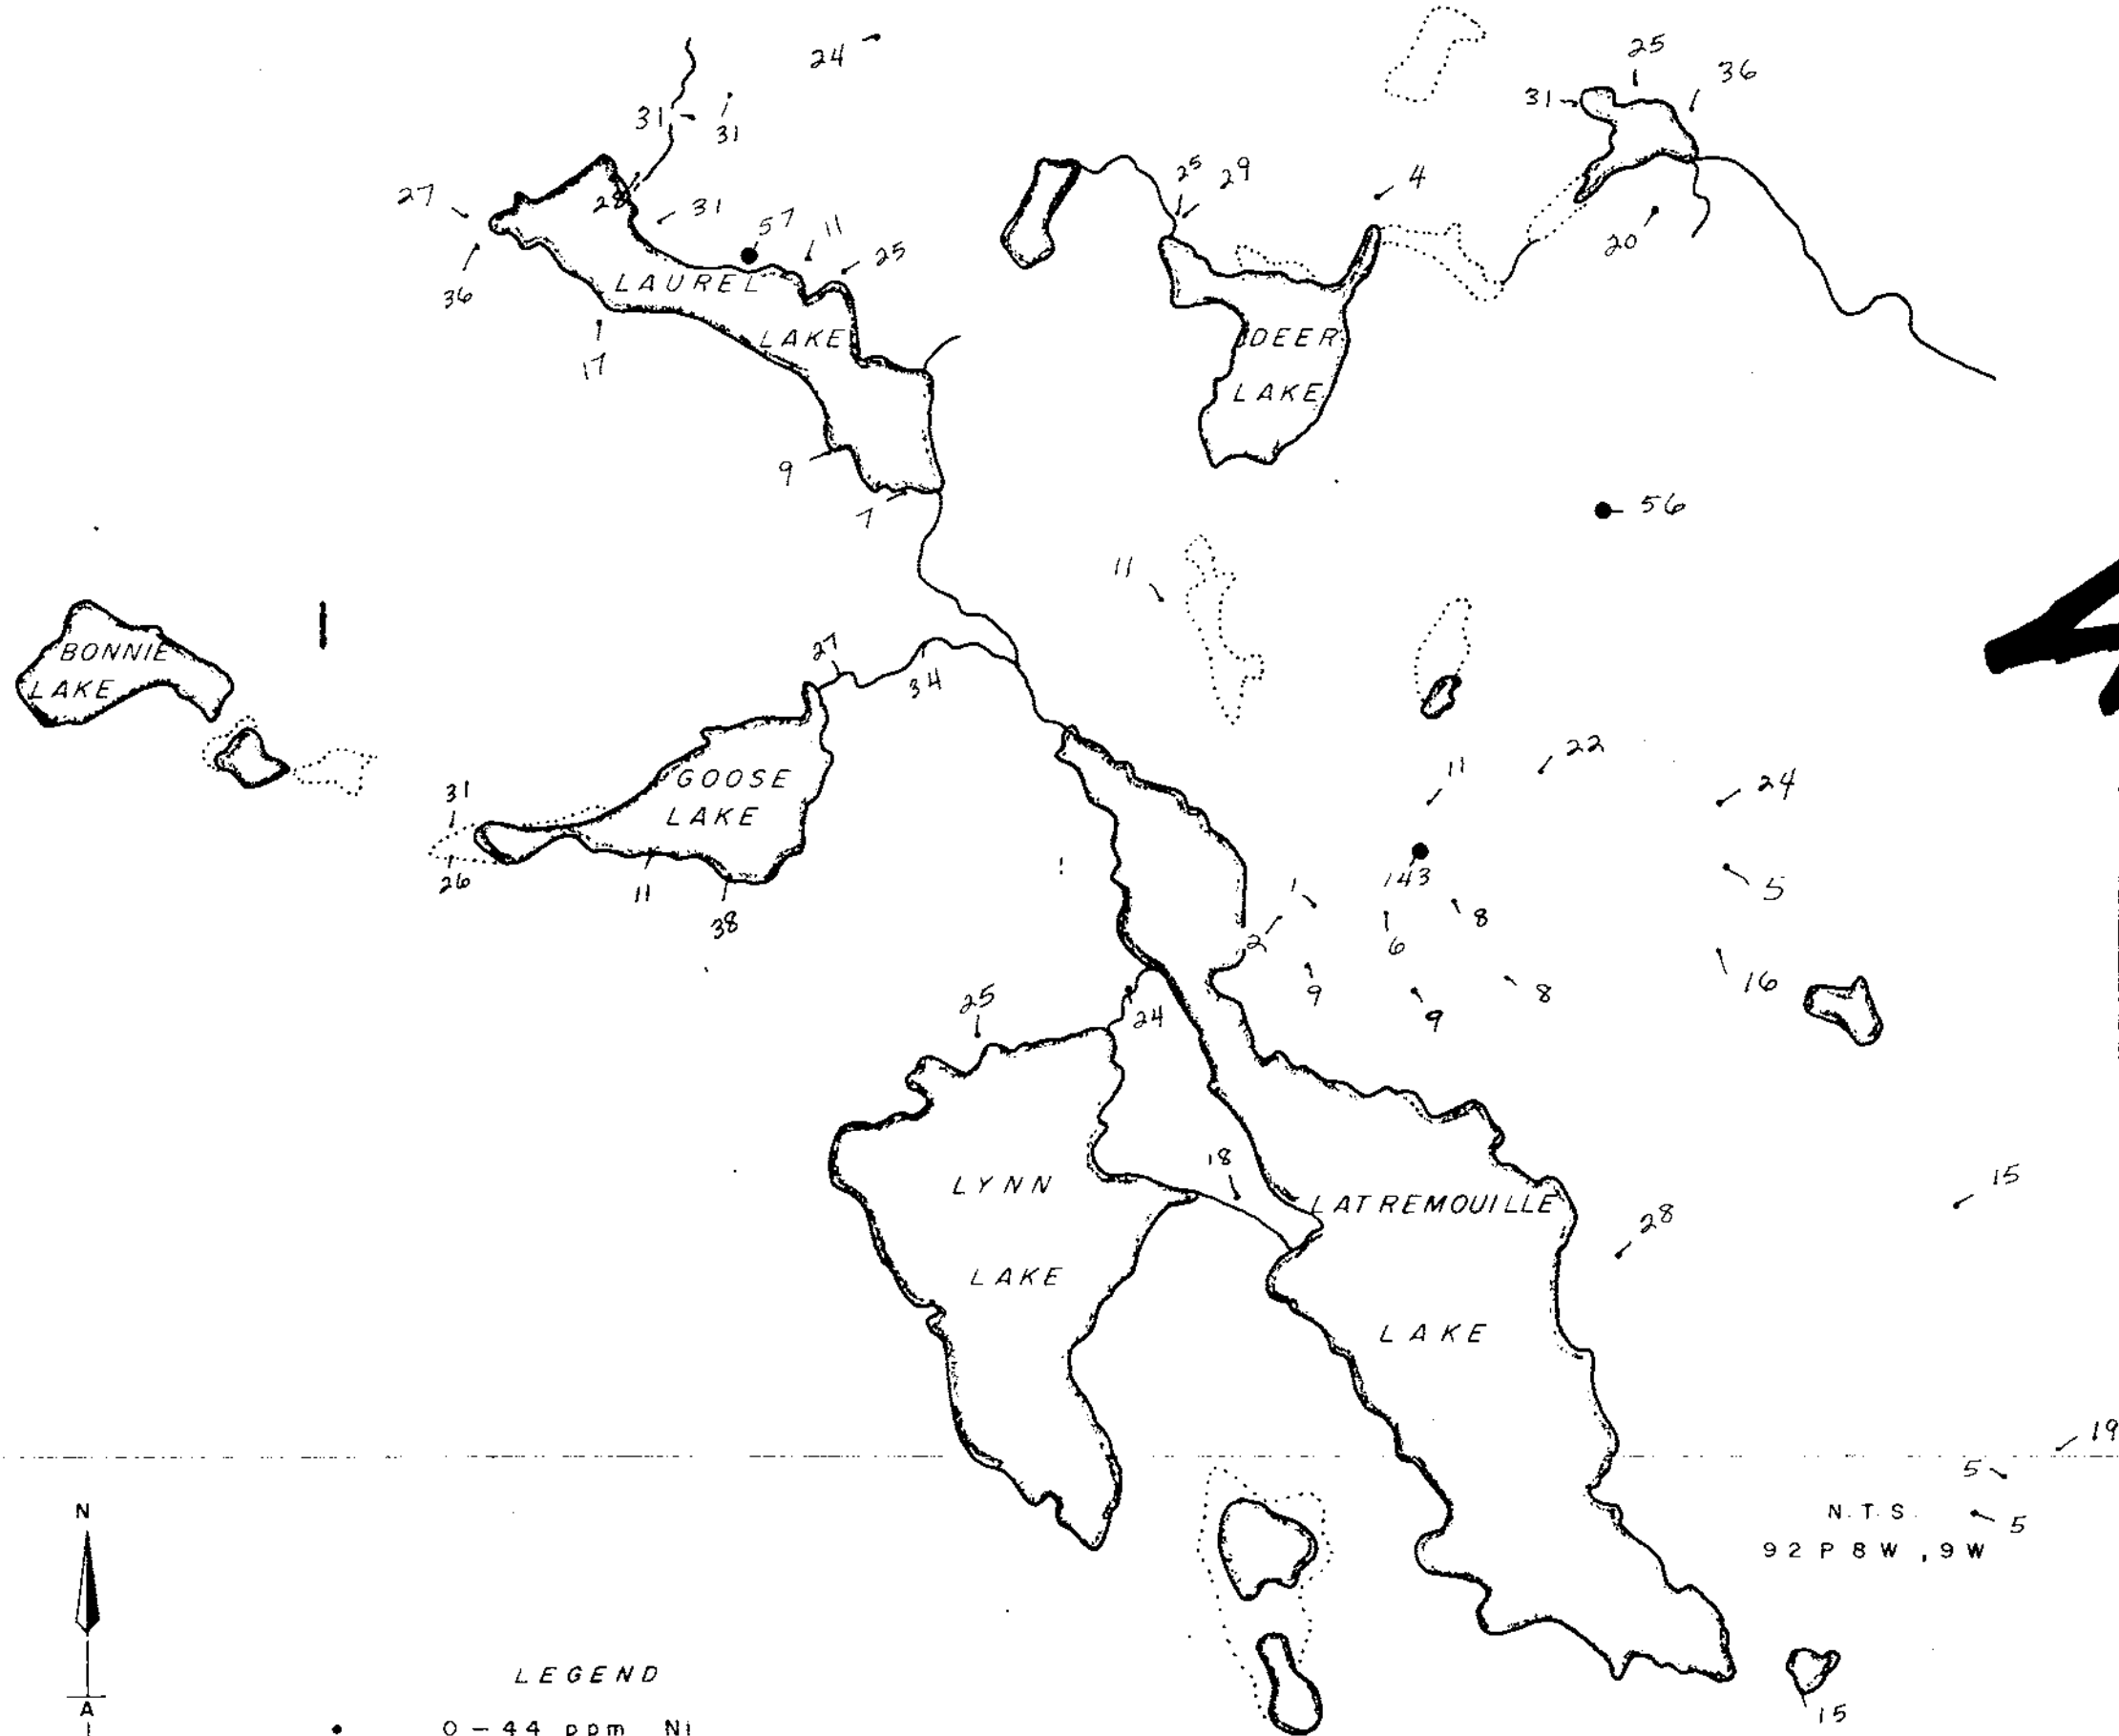 24
25
36
31
31
31
25
29
4
27
28
31
57
11
25
20
36
LAUREL
LAKE
17
DEER
LAKE
9
7
56
11
BONNIE
LAKE
27
34
22
11
24
GOOSE
LAKE
31
26
11
38
143
5
1
8
2
6
9
8
9
16
25
24
18
LYNN
LAKE
LATREMOUILLE
LAKE
15
28
19
5
5
N.T.S.
92 P 8 W , 9 W
N
A
15
LEGEND
0 - 44 ppm Ni